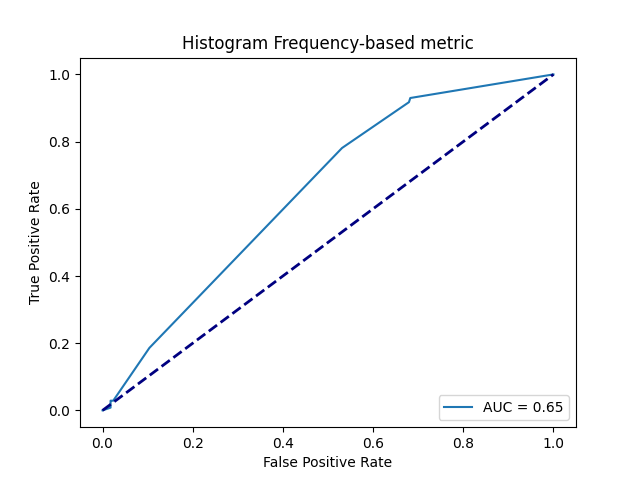 Histogram Frequency-based metric
1.0
0.8
0.6
0.4
0.2
0.0
True Positive Rate
0.0 0.2 0.4 0.6 0.8 1.0
False Positive Rate
AUC = 0.65